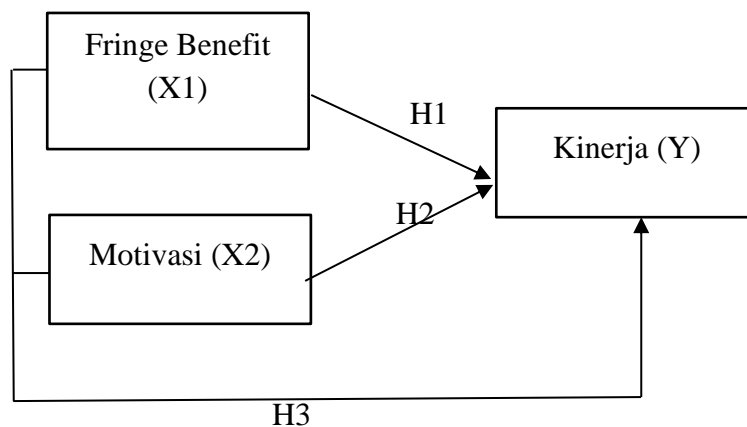 Fringe Benefit
(X1)
H1
Kinerja (Y)
H2
Motivasi (X2)
H3